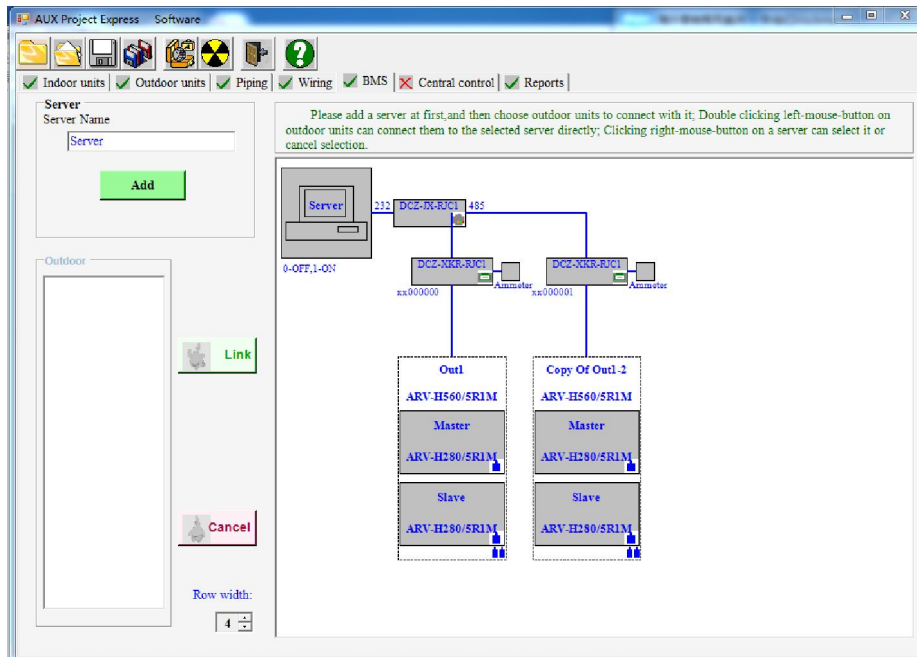 AUX Project Express Software
Indoor units Outdoor units Piping Wiring BMS Central control Reports
Server
Server Name
Server
Add
Please add a server at first,and then choose outdoor units to connect with it; Double clicking left-mouse-button on
outdoor units can connect them to the selected server directly; Clicking right-mouse-button on a server can select it or
cancel selection.
Server
232 DCZ-JX-RJC1 485
0-OFF,1-ON
DCZ-XKR-RJC1
Ammeter
xx000000
DCZ-XKR-RJC1
Ammeter
xx000001
Outdoor
Link
Cancel
Row width:
4
Out1
ARV-H560/5R1M
Master
ARV-H280/5R1M
Slave
ARV-H280/5R1M
Copy Of Out1-2
ARV-H560/5R1M
Master
ARV-H280/5R1M
Slave
ARV-H280/5R1M